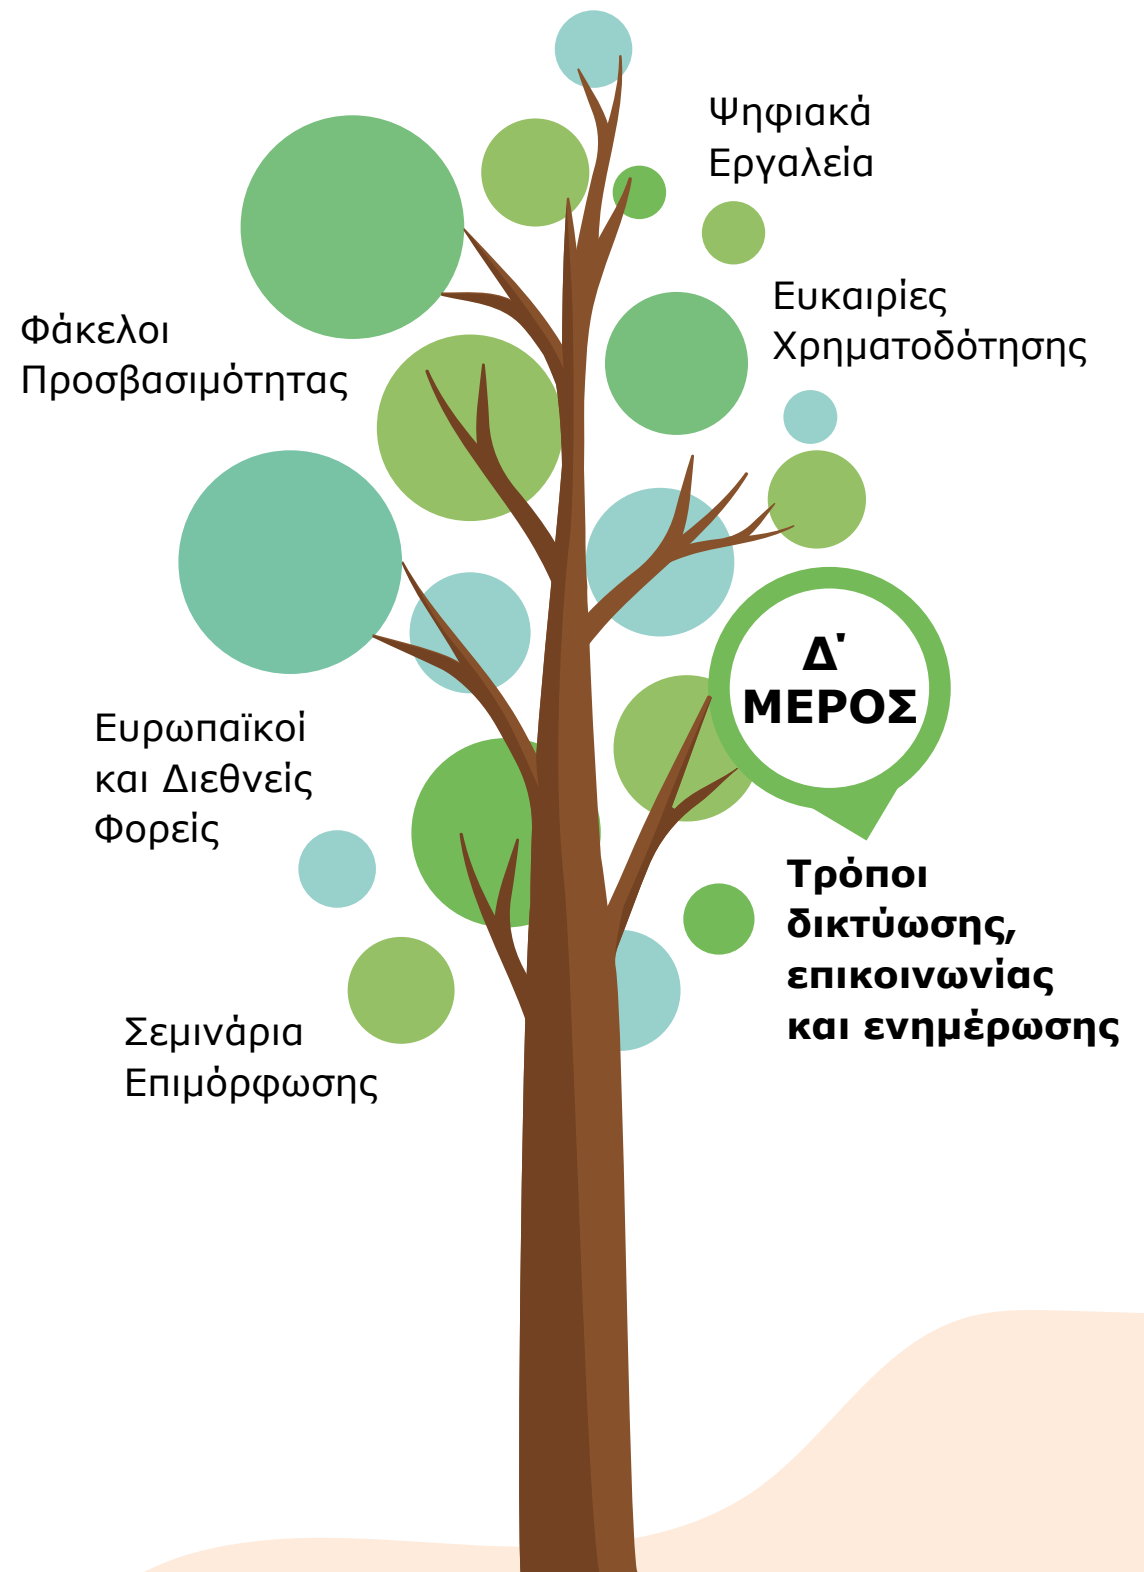 Ψηφιακά
Εργαλεία
Ευκαιρίες
Χρηματοδότησης
Φάκελοι
Προσβασιμότητας
Δ'
ΜΕΡΟΣ
Ευρωπαϊκοί
και Διεθνείς
Φορείς
Τρόποι
δικτύωσης,
επικοινωνίας
και ενημέρωσης
Σεμινάρια
Επιμόρφωσης